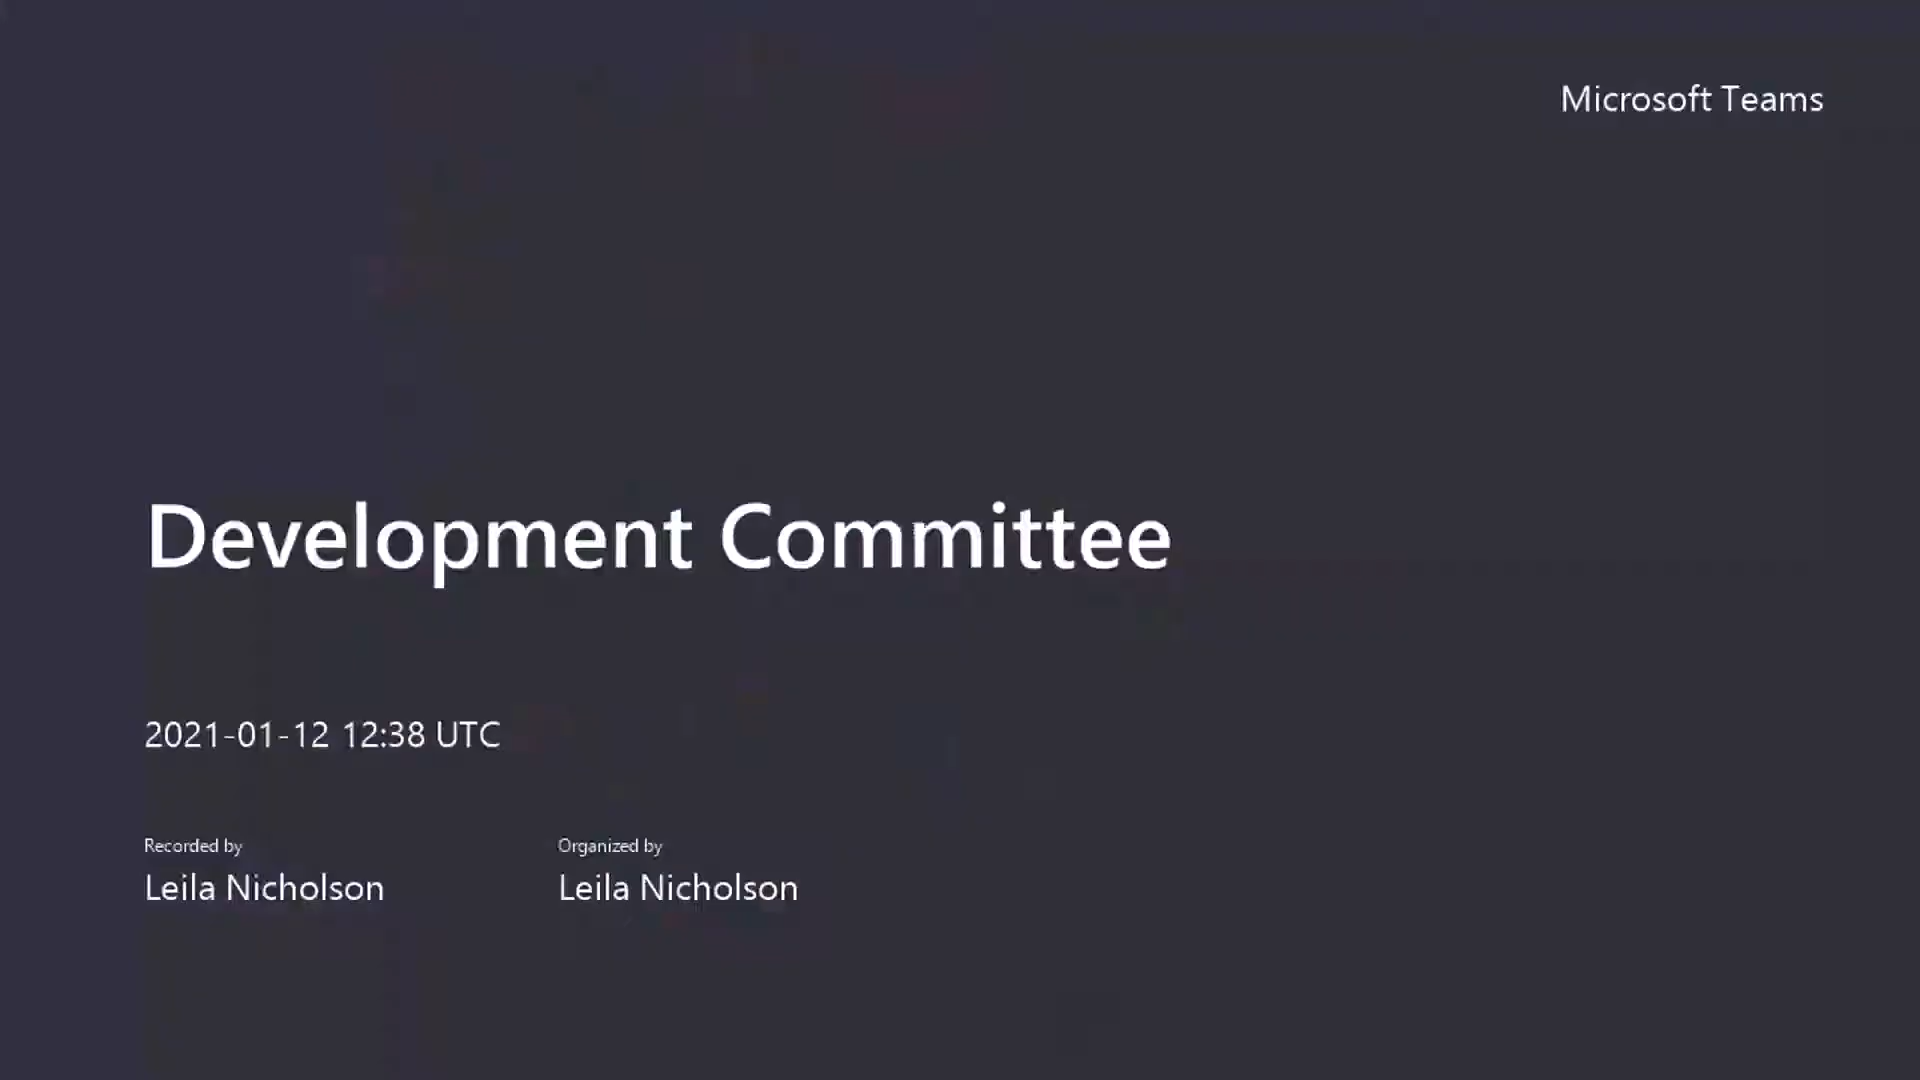 Microsoft Teams
Development Committee
2021-01-12 12:38 UTC
Recorded by
Leila Nicholson
Organized by
Leila Nicholson